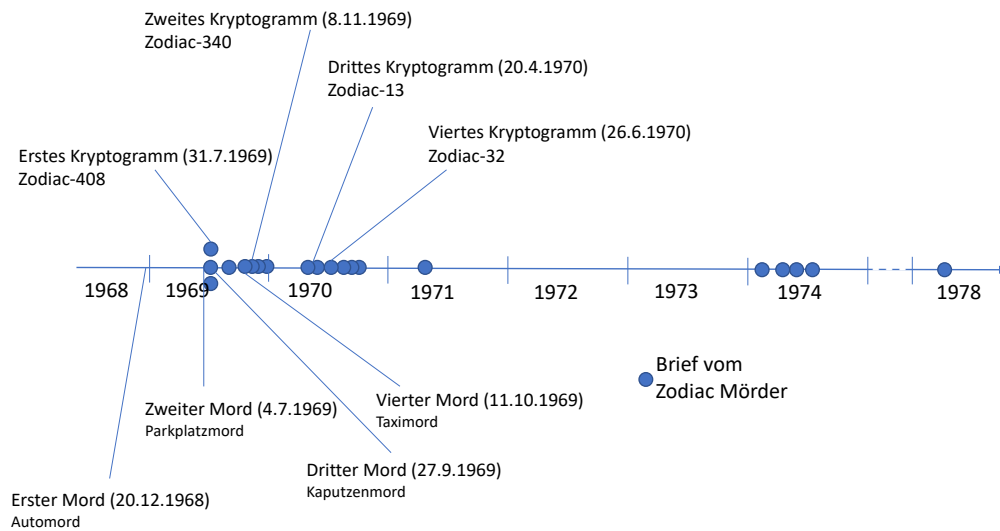 Zweites Kryptogramm (8.11.1969)
Zodiac-340
Drittes Kryptogramm (20.4.1970)
Zodiac-13
Viertes Kryptogramm (26.6.1970)
Zodiac-32
Erstes Kryptogramm (31.7.1969)
Zodiac-408
1968 1969 1970 1971 1972 1973 1974 1978
Brief vom
Zodiac Mörder
Zweiter Mord (4.7.1969)
Parkplatzmord
Vierter Mord (11.10.1969)
Taximord
Dritter Mord (27.9.1969)
Kaputzenmord
Erster Mord (20.12.1968)
Automord